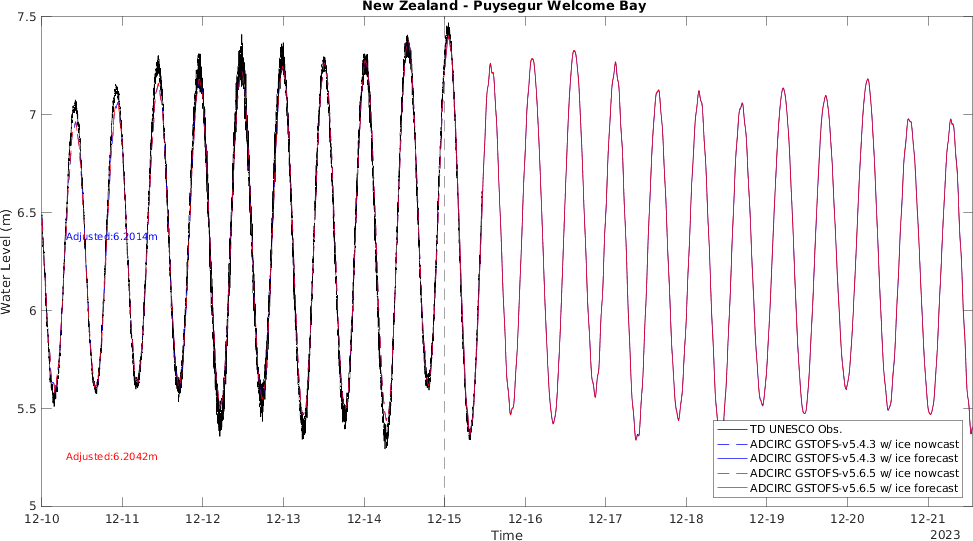 New Zealand - Puysegur Welcome Bay
Water Level (m)
7.5
7
6.5
6
5.5
5
Adjusted:6.2014m
Adjusted:6.2042m
TD UNESCO Obs.
ADCIRC GSTOFS-v5.4.3 w/ ice nowcast
ADCIRC GSTOFS-v5.4.3 w/ ice forecast
ADCIRC GSTOFS-v5.6.5 w/ ice nowcast
ADCIRC GSTOFS-v5.6.5 w/ ice forecast
12-10 12-11 12-12 12-13 12-14 12-15 12-16 12-17 12-18 12-19 12-20 12-21
Time
2023